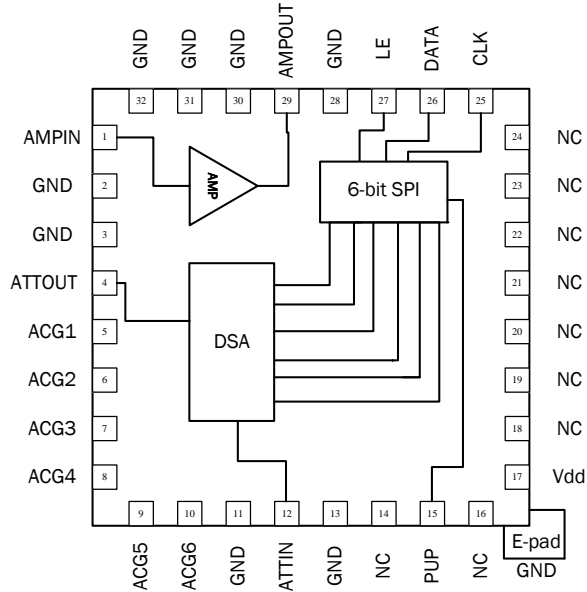 GND
GND
GND
AMPOUT
GND
LE
DATA
CLK
32
31
30
29
28
27
26
25
AMPIN
1
24
NC
GND
2
AMP
6-bit SPI
23
NC
GND
3
22
NC
ATTOUT
4
21
NC
ACG1
5
DSA
20
NC
ACG2
6
19
NC
ACG3
7
18
NC
ACG4
8
17
Vdd
9
10
11
12
13
14
15
16
E-pad
GND
ACG5
ACG6
GND
ATTIN
GND
NC
PUP
NC